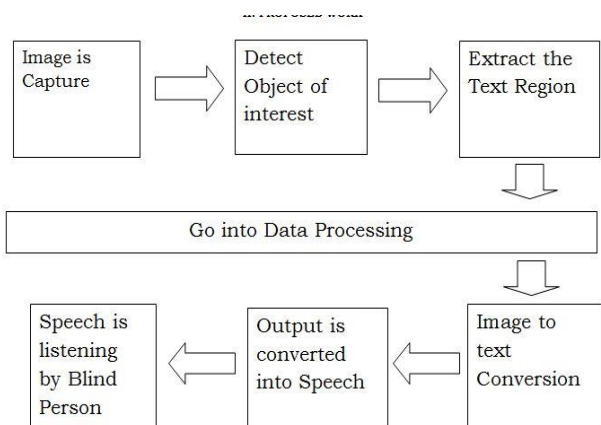 Image is
Capture
Detect
Object of
interest
Extract the
Text Region
Go into Data Processing
Image to
text
Conversion
Output is
converted
into Speech
Speech is
listening
by Blind
Person